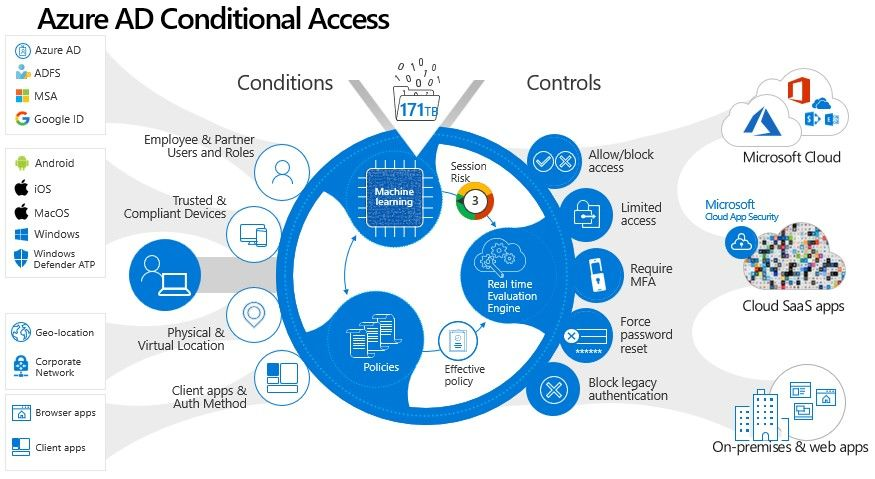 Azure AD Conditional Access
Azure AD
ADFS
MSA
Google ID
Android
iOS
MacOS
Windows
Windows
Defender ATP
Geo-location
Corporate
Network
Browser apps
Client apps
Conditions
Employee & Partner
Users and Roles
Trusted &
Compliant Devices
Physical &
Virtual Location
Client apps &
Auth Method
171TB
Machine
learning
Session
Risk
3
Real time
Evaluation
Engine
Policies
Effective
policy
Controls
Allow/block
access
Limited
access
Require
MFA
Force
password
reset
******
Block legacy
authentication
Microsoft Cloud
Microsoft
Cloud App Security
Cloud SaaS apps
On-premises & web apps